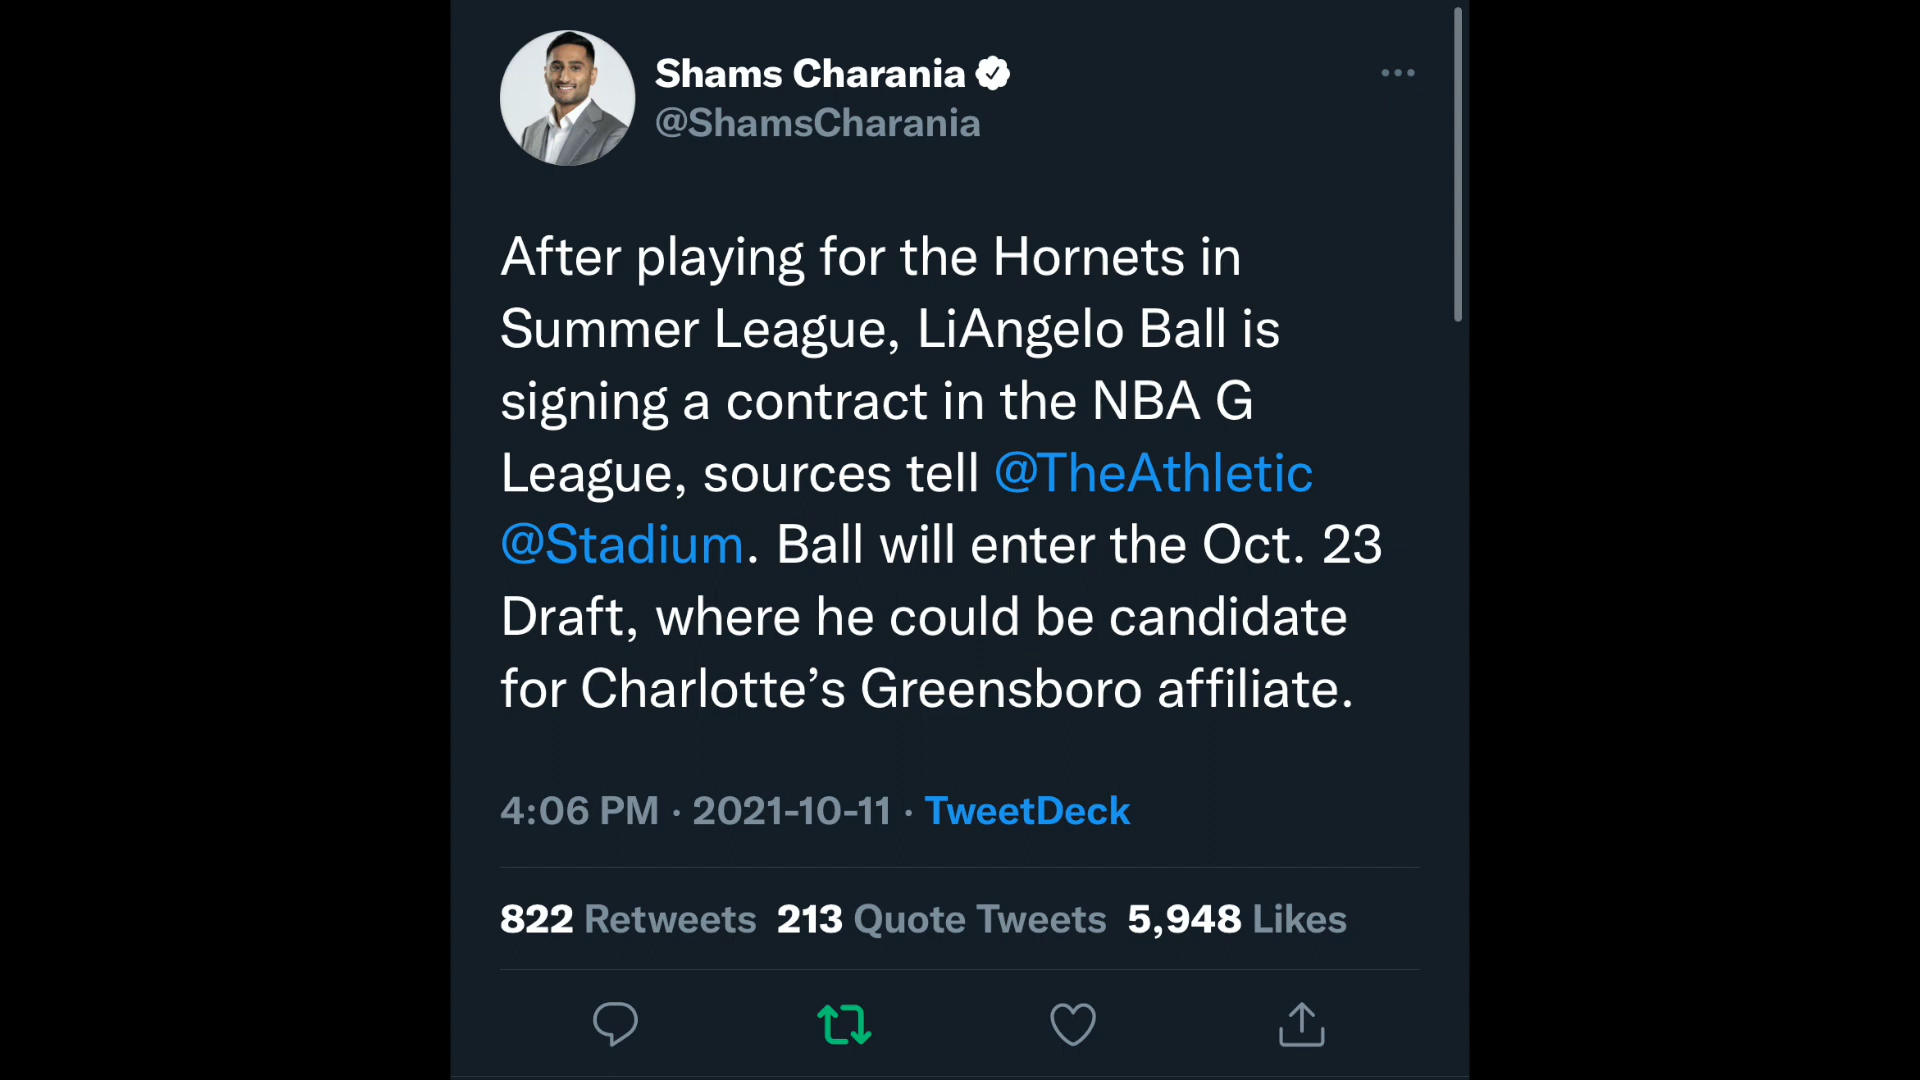 Shams Charania
@ShamsCharania
After playing for the Hornets in
Summer League, LiAngelo Ball is
signing a contract in the NBA G
League, sources tell @TheAthletic
@Stadium. Ball will enter the Oct. 23
Draft, where he could be candidate
for Charlotte’s Greensboro affiliate.
4:06 PM · 2021-10-11 · TweetDeck
822 Retweets 213 Quote Tweets 5,948 Likes